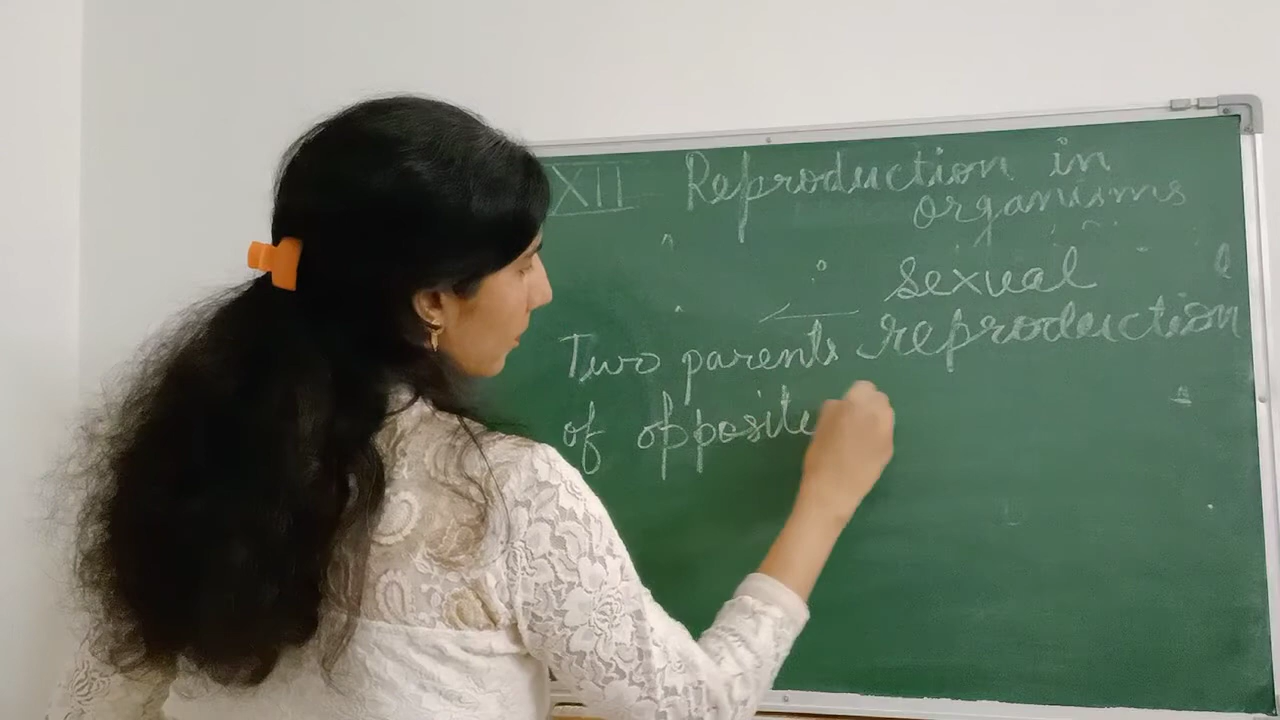 XII Reproduction in
organisms
sexual
reproduction
Two parents
of opposite